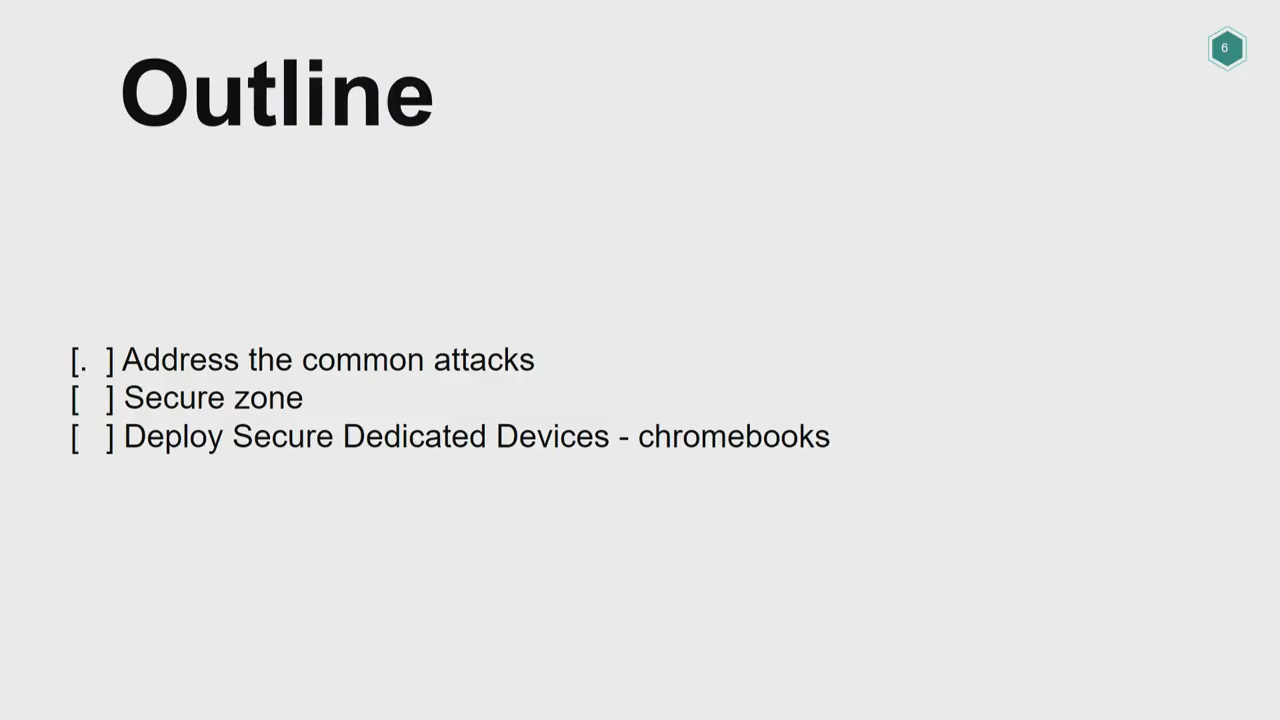 6
Outline
[. ] Address the common attacks
[ ] Secure zone
[ ] Deploy Secure Dedicated Devices - chromebooks